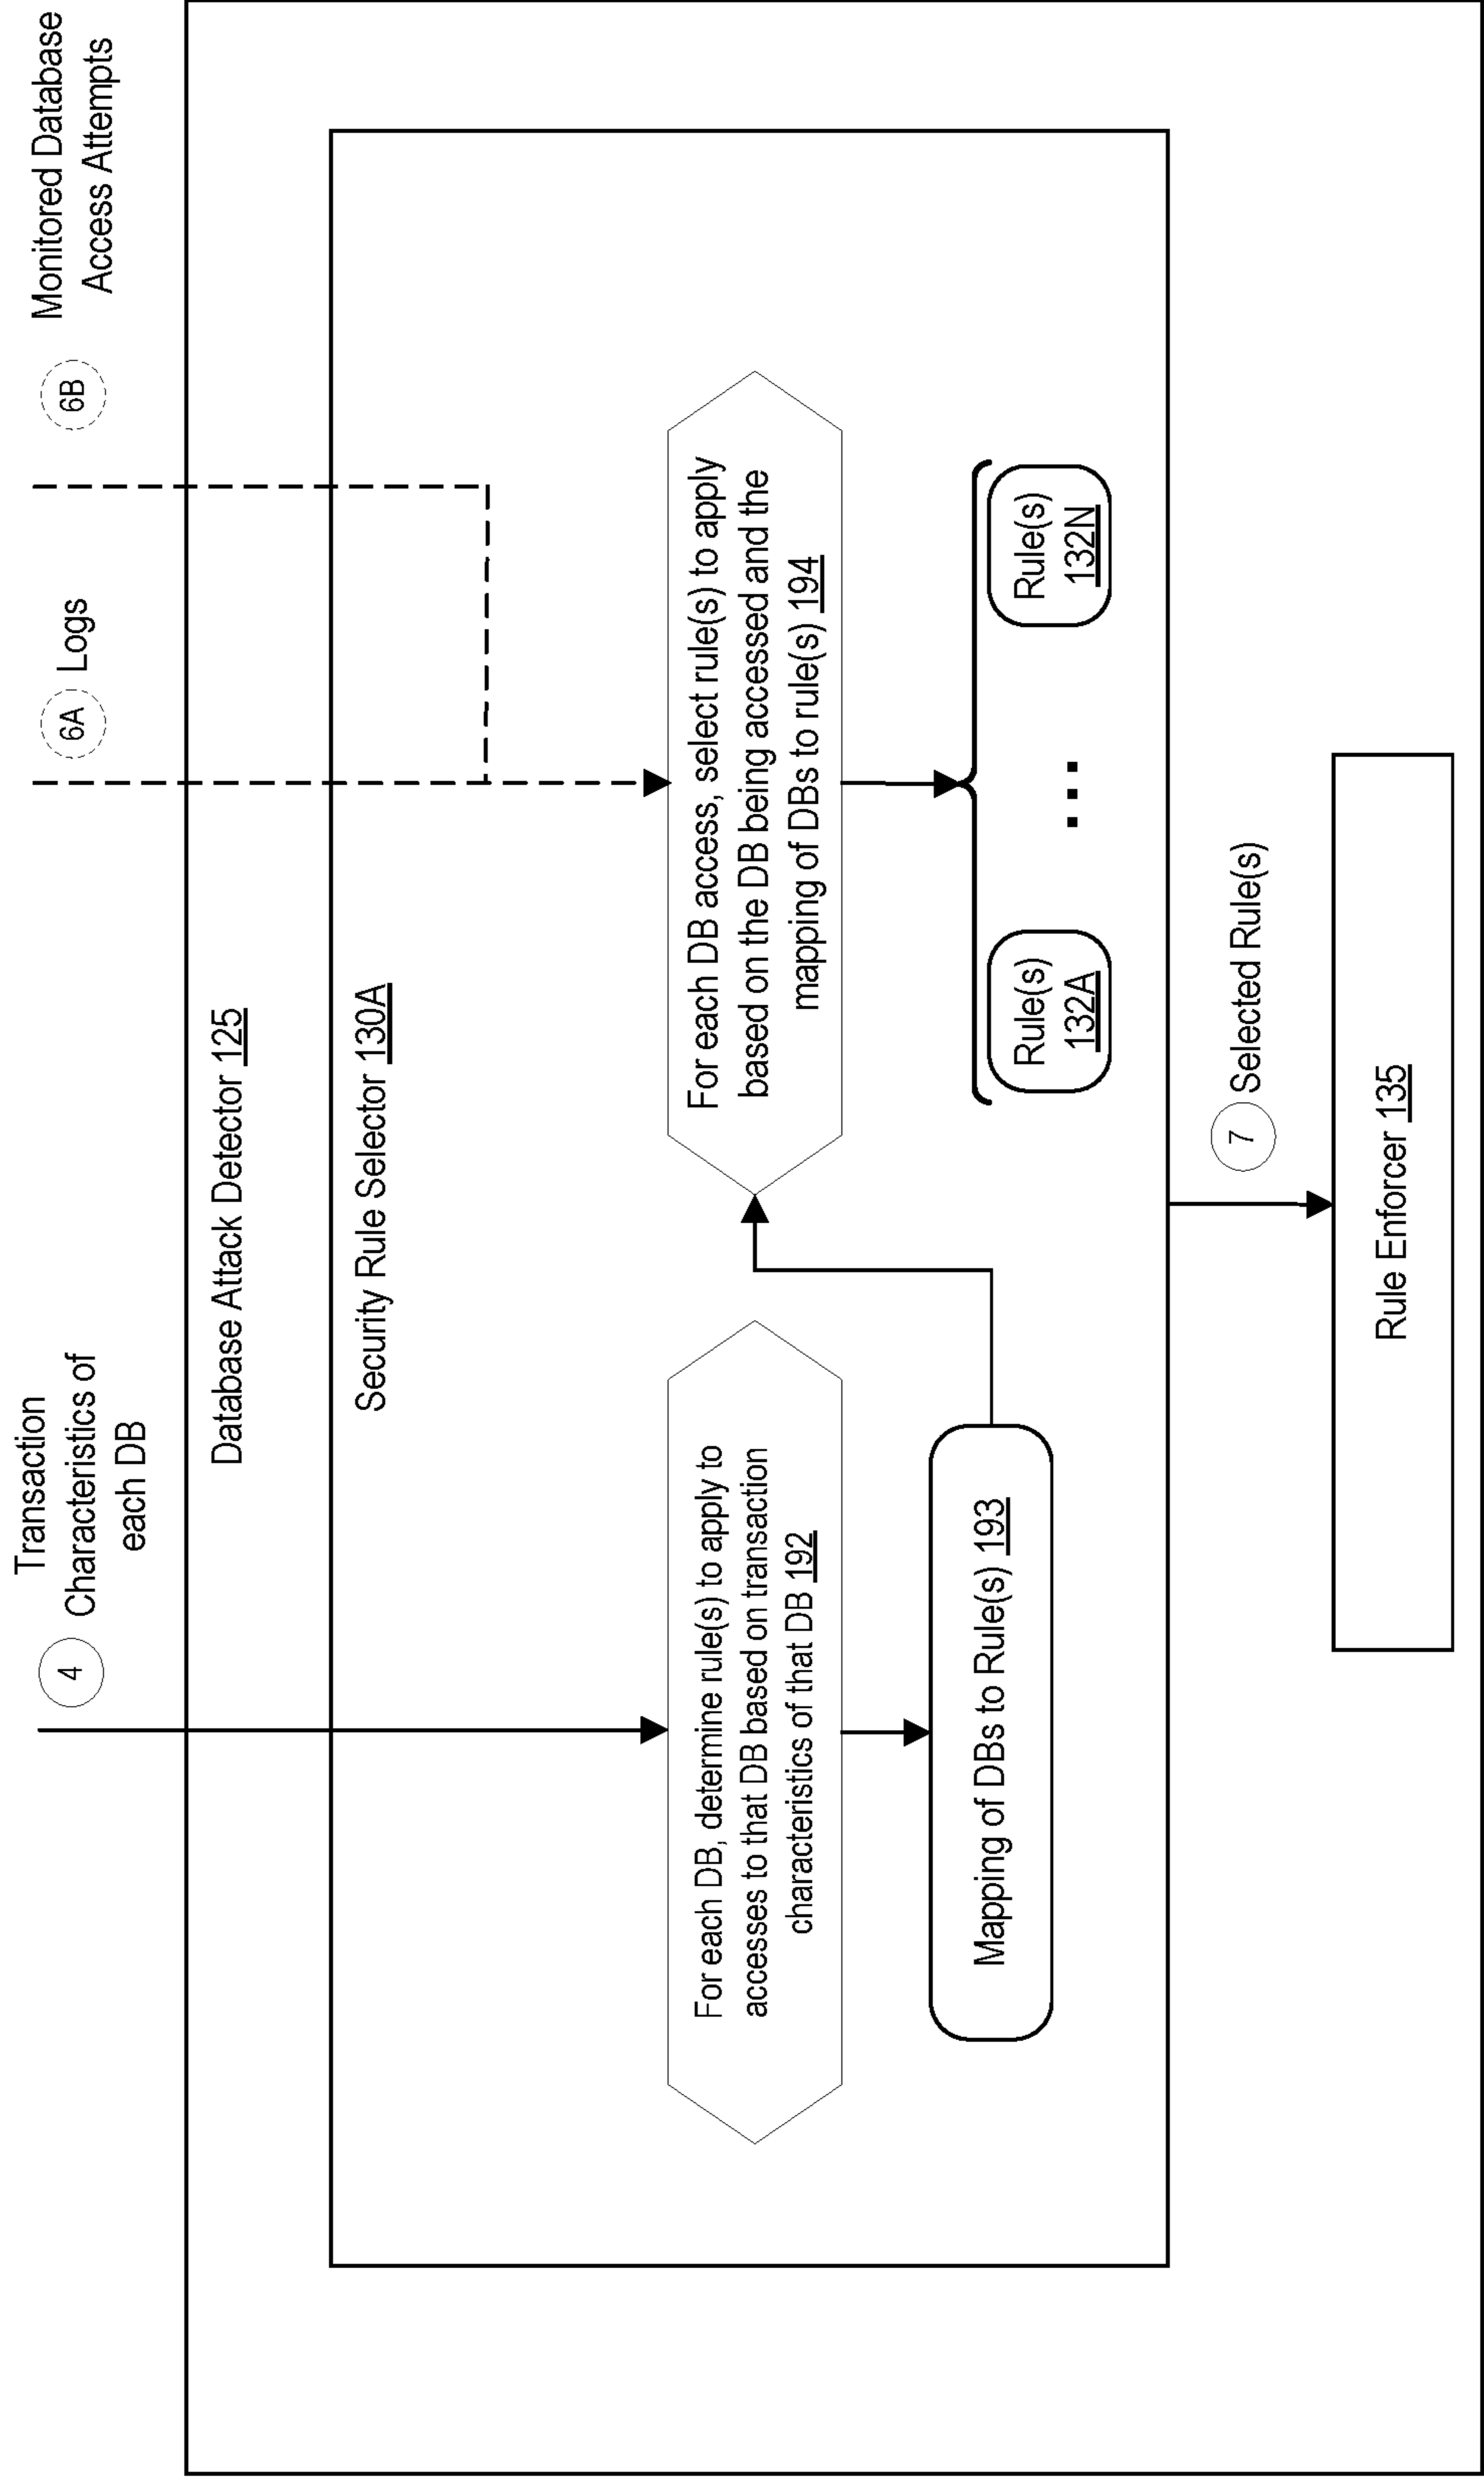 Transaction
4 Characteristics of
each DB
6A Logs
6B
Monitored Database
Access Attempts
Database Attack Detector 125
Security Rule Selector 130A
For each DB, determine rule(s) to apply to
accesses to that DB based on transaction
characteristics of that DB 192
Mapping of DBs to Rule(s) 193
For each DB access, select rule(s) to apply
based on the DB being accessed and the
mapping of DBs to rule(s) 194
Rule(s)
132A
...
Rule(s)
132N
7 Selected Rule(s)
Rule Enforcer 135